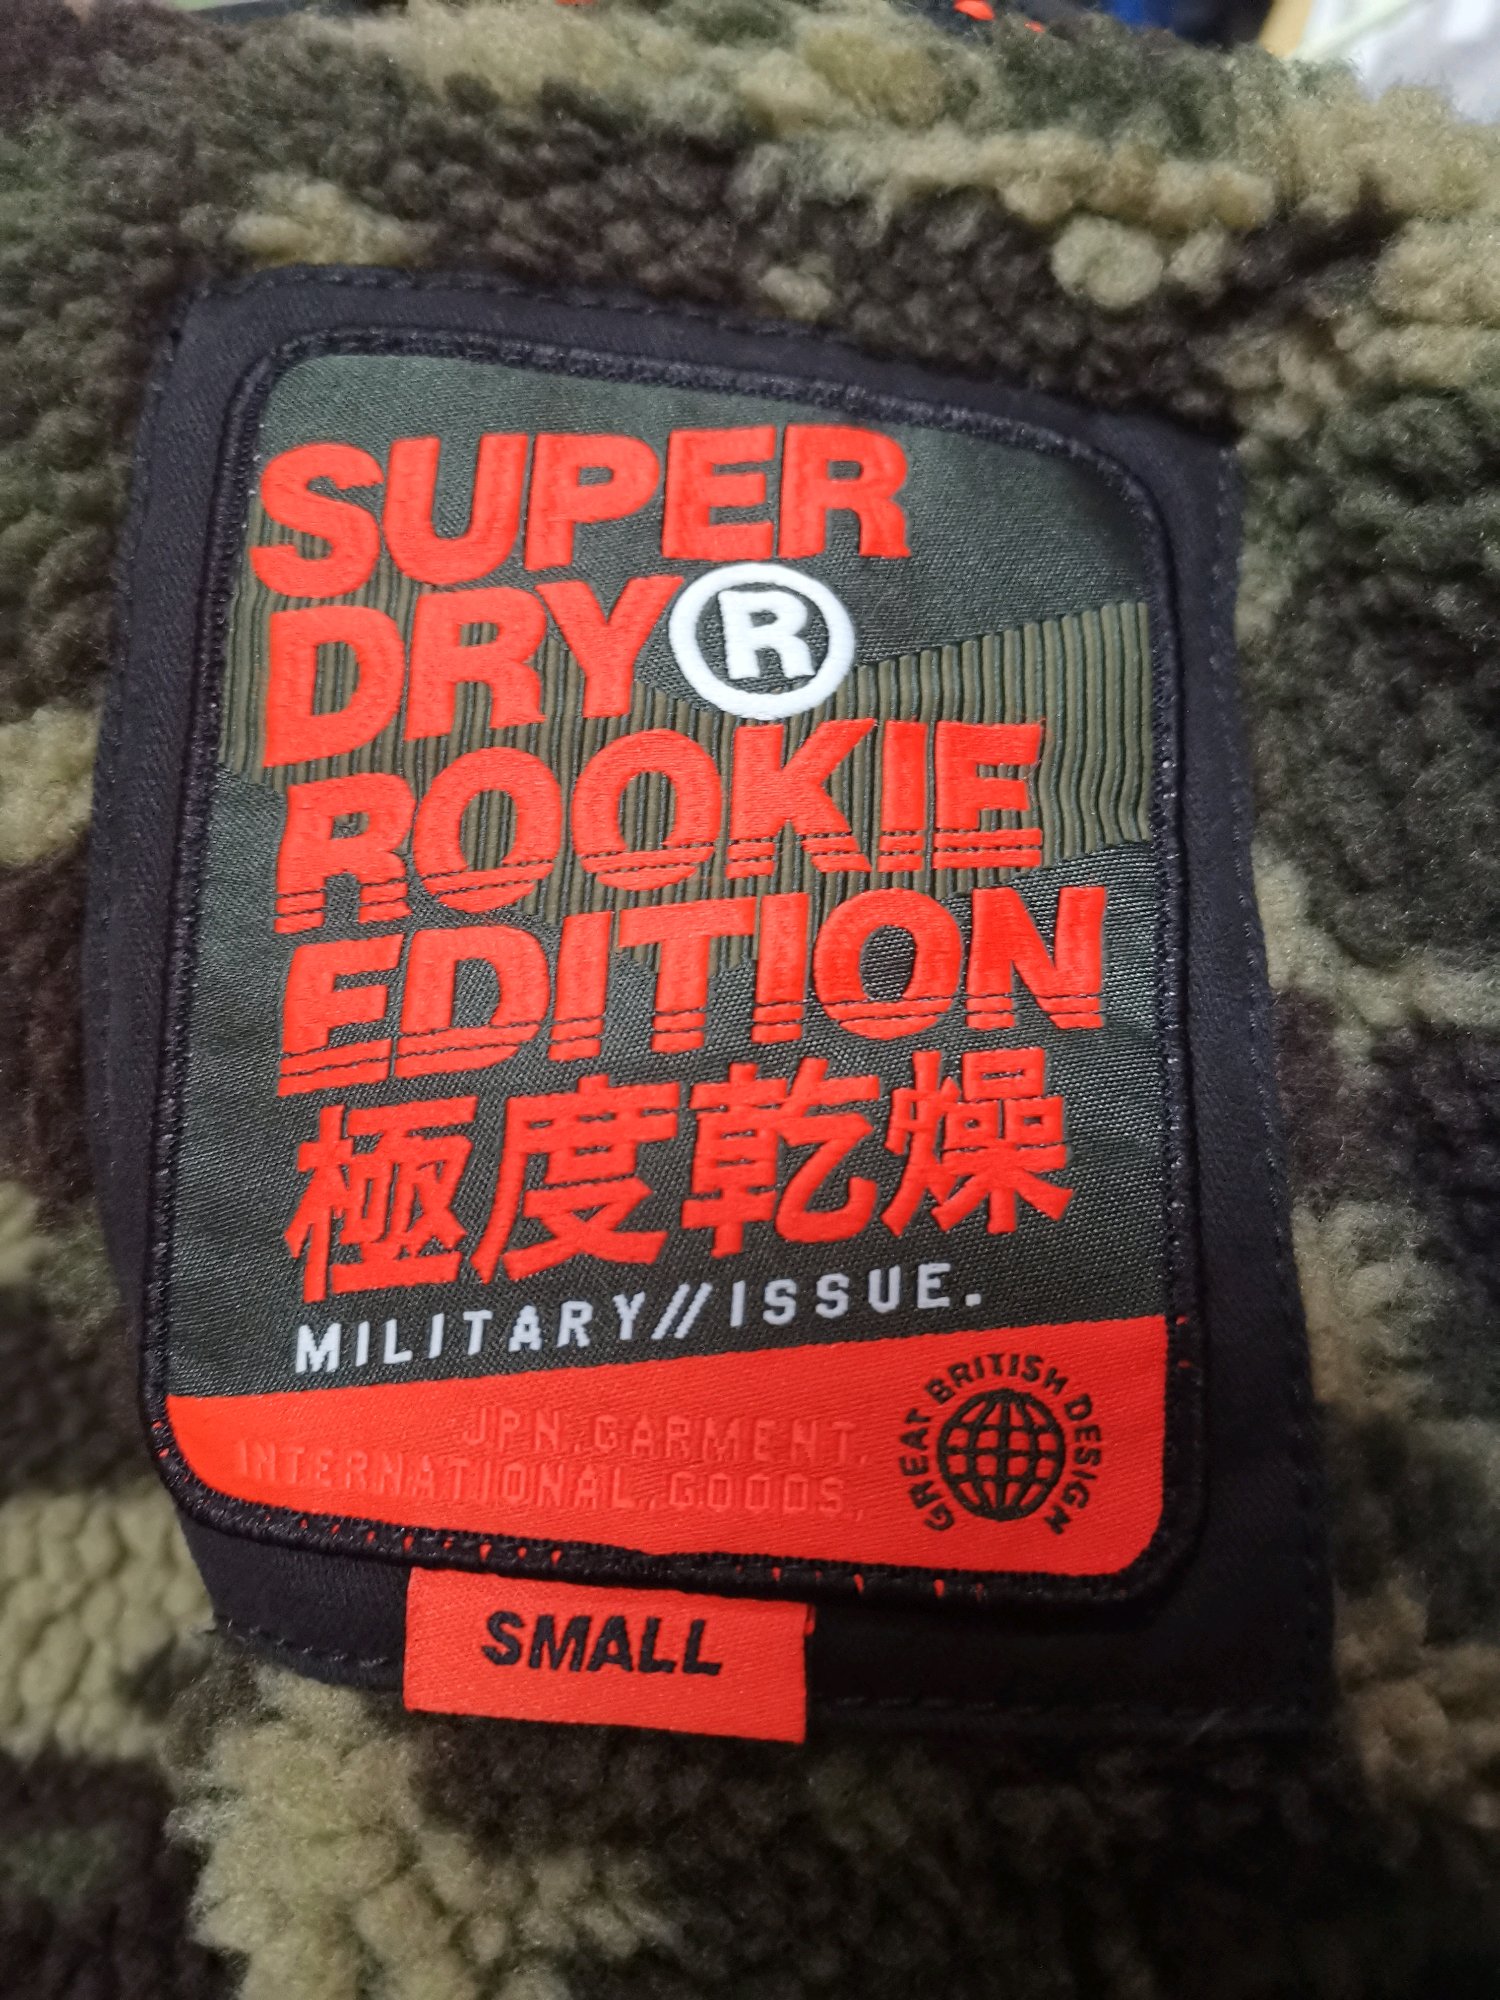 SUPER
DRY®
ROOKIE
EDITION
極度乾燥
MILITARY//ISSUE.
JPN.GARMENT.
INTERNATIONAL.GOODS.,
GREAT BRITISH DESIGN
SMALL